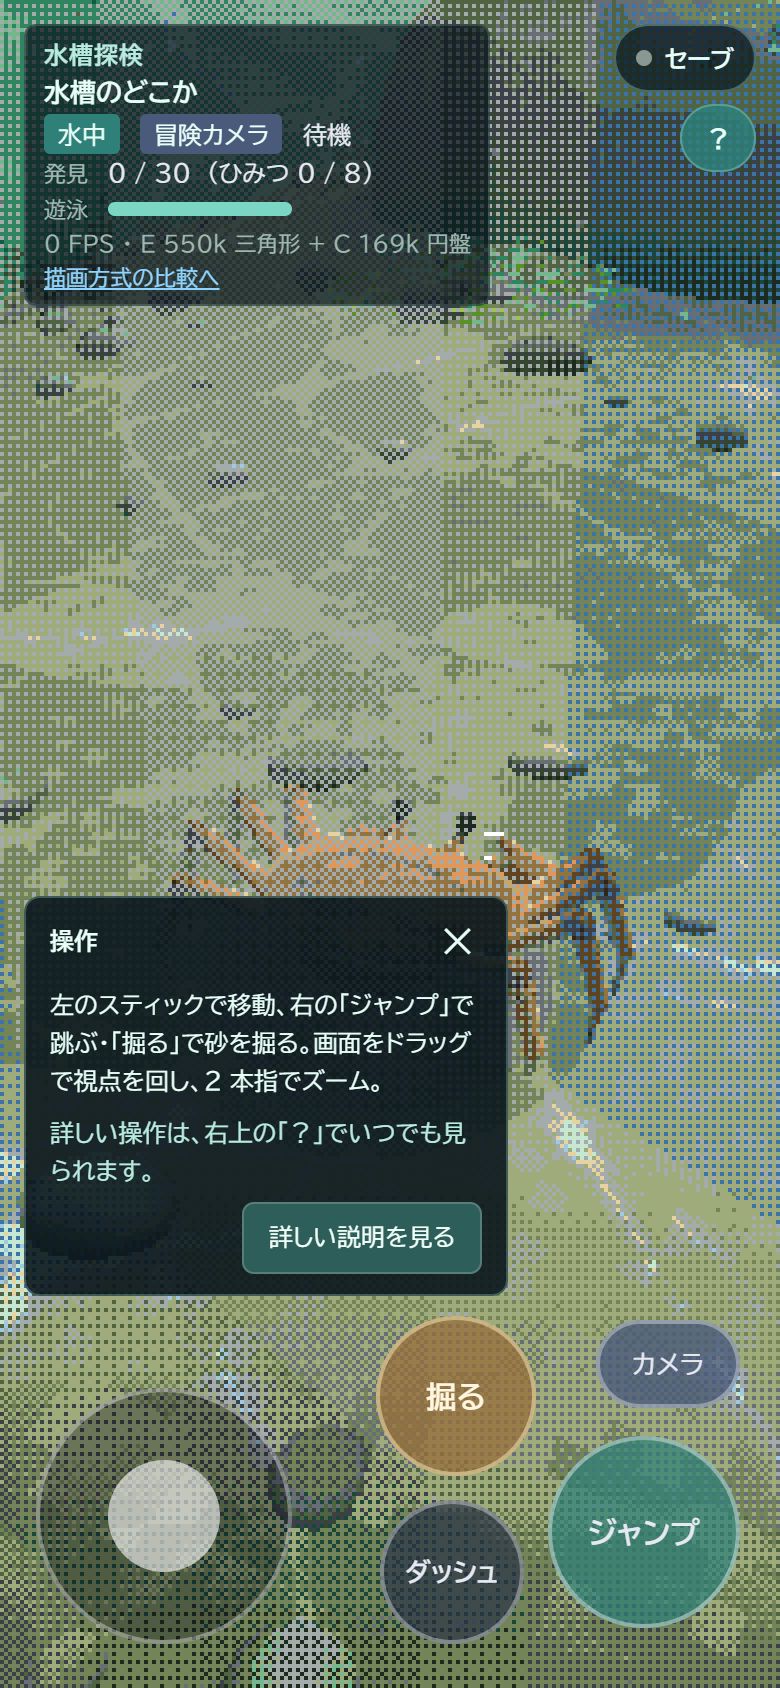 水槽探検
セーブ
水槽のどこか
水中 冒険カメラ 待機
?
発見 0 / 30 (ひみつ 0 / 8)
遊泳
0 FPS · E 550k 三角形 + C 169k 円盤
描画方式の比較へ
操作
左のスティックで移動、右の「ジャンプ」で
跳ぶ・「掘る」で砂を掘る。画面をドラッグ
で視点を回し、2 本指でズーム。
詳しい操作は、右上の「？」でいつでも見
られます。
詳しい説明を見る
カメラ
掘る
ジャンプ
ダッシュ